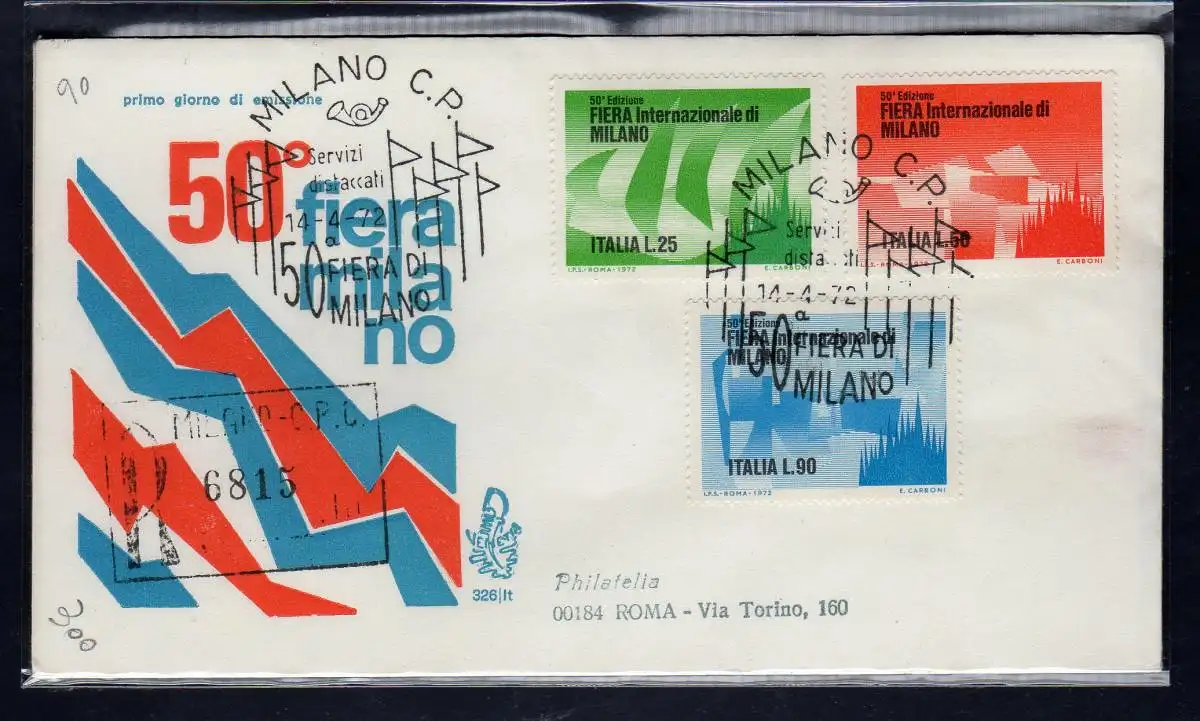 90
primo giorno di emissione
50°
fiera
mila
no
MILANO C.P.
Servizi
distaccati
14-4-72
50ª
FIERA DI
MILANO
MILANO-C.P.C.
R
6815
326|It
50ª Edizione
FIERA Internazionale di
MILANO
ITALIA L.25
I.P.S.-ROMA-1972 E. CARBONI
50ª Edizione
FIERA Internazionale di
MILANO
ITALIA L.50
E. CARBONI
MILANO C.P.
Servizi
distaccati
14-4-72
50ª
FIERA DI
MILANO
50ª Edizione
FIERA Internazionale di
MILANO
ITALIA L.90
I.P.S.-ROMA-1972 E. CARBONI
Philatelia
00184 ROMA - Via Torino, 160